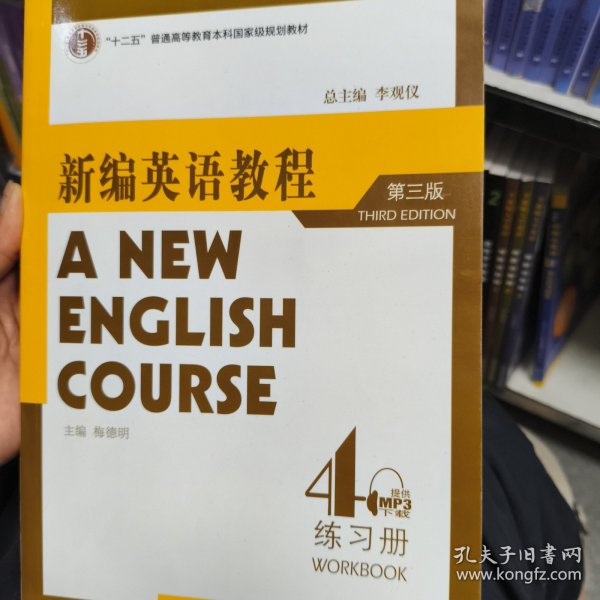 “十二五”普通高等教育本科国家级规划教材
总主编 李观仪
新编英语教程
第三版
THIRD EDITION
A NEW
ENGLISH
COURSE
主编 梅德明
4
提供
MP3
下载
练习册
WORKBOOK
2
孔夫子旧书网
www.kongfz.com